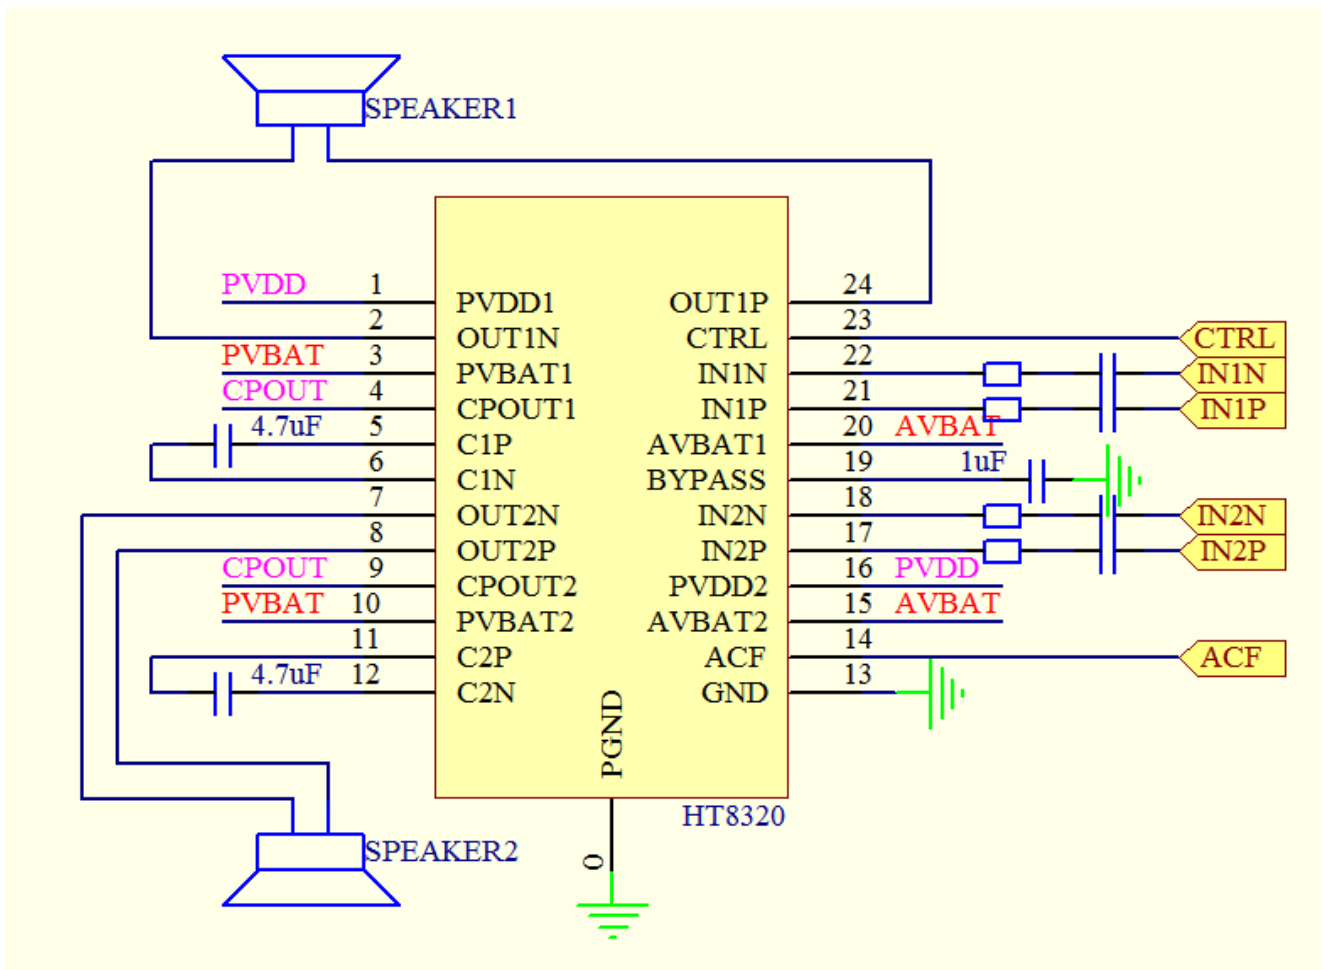 SPEAKER1
PVDD 1 PVDD1 OUT1P 24
2 OUT1N CTRL 23 CTRL
PVBAT 3 PVBAT1 IN1N 22 IN1N
CPOUT 4 CPOUT1 IN1P 21 IN1P
4.7uF 5 C1P AVBAT1 20 AVBAT
6 C1N BYPASS 19 1uF
7 OUT2N IN2N 18 IN2N
8 OUT2P IN2P 17 IN2P
CPOUT 9 CPOUT2 PVDD2 16 PVDD
PVBAT 10 PVBAT2 AVBAT2 15 AVBAT
11 C2P ACF 14 ACF
4.7uF 12 C2N GND 13
PGND
HT8320
SPEAKER2
0